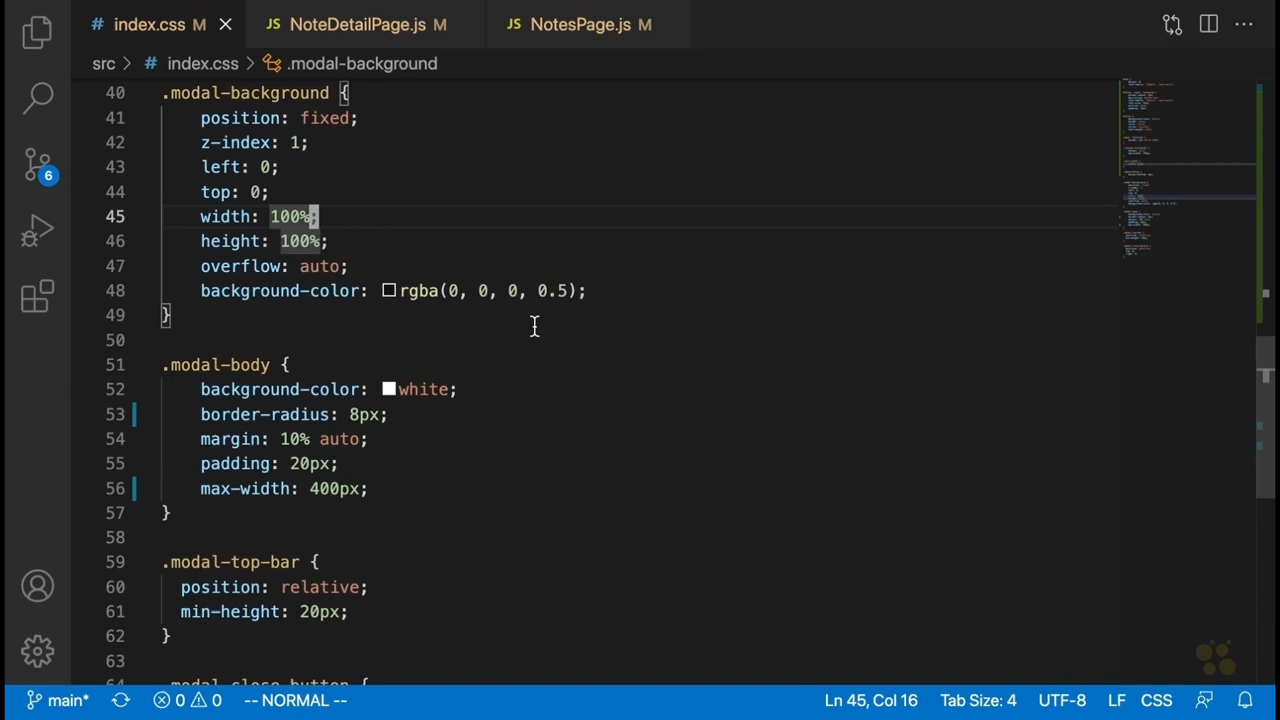 # index.css M
JS NoteDetailPage.js M
JS NotesPage.js M
src > # index.css > .modal-background
40 .modal-background {
41 position: fixed;
42 z-index: 1;
43 left: 0;
44 top: 0;
45 width: 100%;
46 height: 100%;
47 overflow: auto;
48 background-color: rgba(0, 0, 0, 0.5);
49 }
50
51 .modal-body {
52 background-color: white;
53 border-radius: 8px;
54 margin: 10% auto;
55 padding: 20px;
56 max-width: 400px;
57 }
58
59 .modal-top-bar {
60 position: relative;
61 min-height: 20px;
62 }
63
64 .modal-close-button {
6
main* 0 0 -- NORMAL -- Ln 45, Col 16 Tab Size: 4 UTF-8 LF CSS